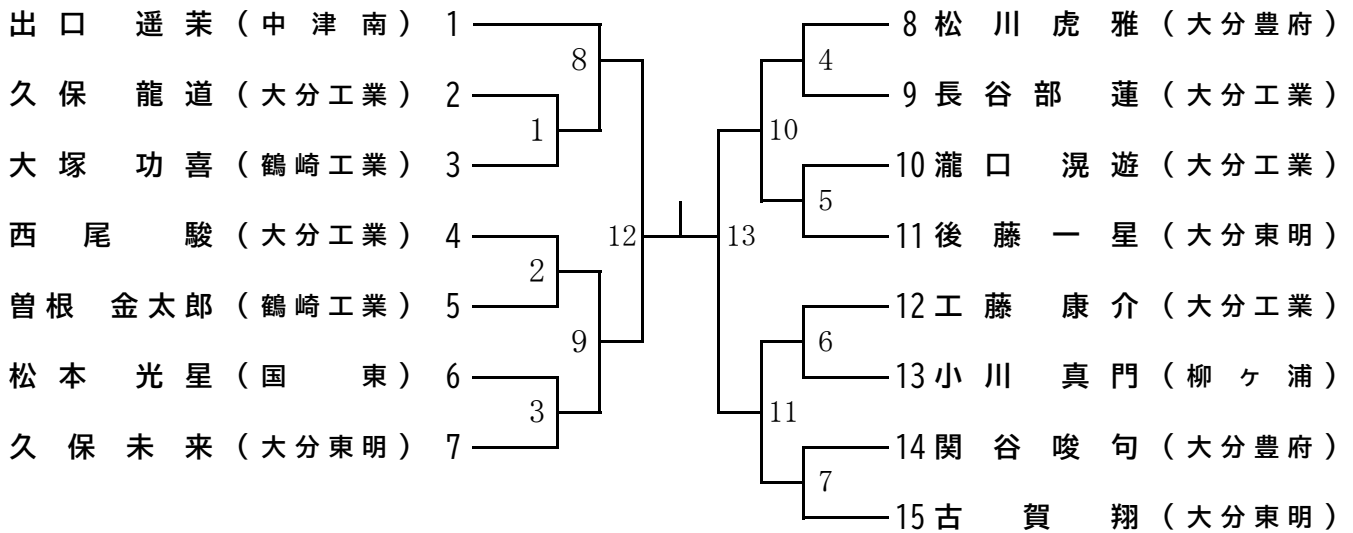 出口 遥茉 (中津南) 1
8
久保 龍道 (大分工業) 2
1
大塚 功喜 (鶴崎工業) 3
西尾 駿 (大分工業) 4
2
曽根 金太郎 (鶴崎工業) 5
9
松本 光星 (国東) 6
3
久保未来 (大分東明) 7
12
13
8 松川虎雅 (大分豊府)
4
9 長谷部 蓮 (大分工業)
10
10 瀧口 滉遊 (大分工業)
5
11 後藤一星 (大分東明)
12 工藤 康介 (大分工業)
6
13 小川 真門 (柳ヶ浦)
11
14 関谷唆句 (大分豊府)
7
15 古賀翔 (大分東明)